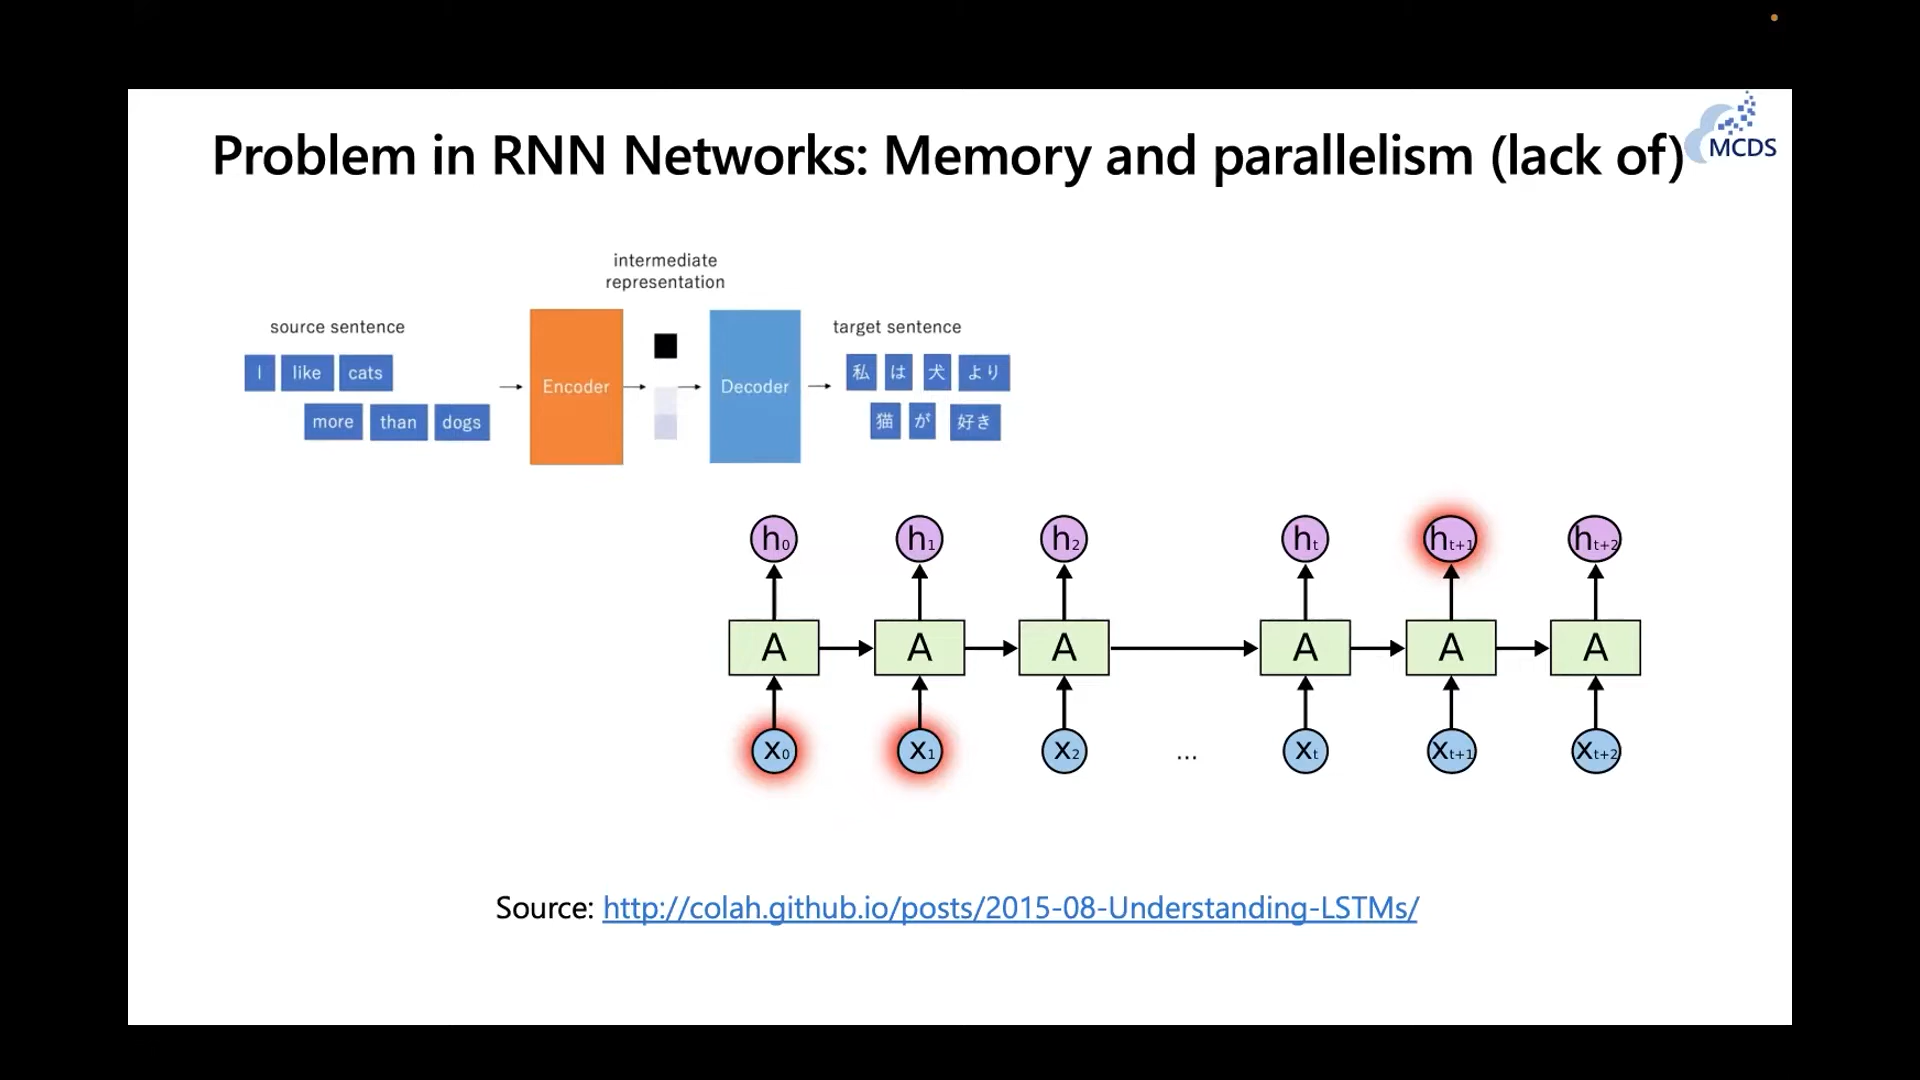 Problem in RNN Networks: Memory and parallelism (lack of)
MCDS
intermediate
representation
source sentence
target sentence
I like cats
more than dogs
Encoder
Decoder
私 は 犬 より
猫 が 好き
h0 h1 h2 ht ht+1 ht+2
A A A A A A
x0 x1 x2 ... xt xt+1 xt+2
Source: http://colah.github.io/posts/2015-08-Understanding-LSTMs/